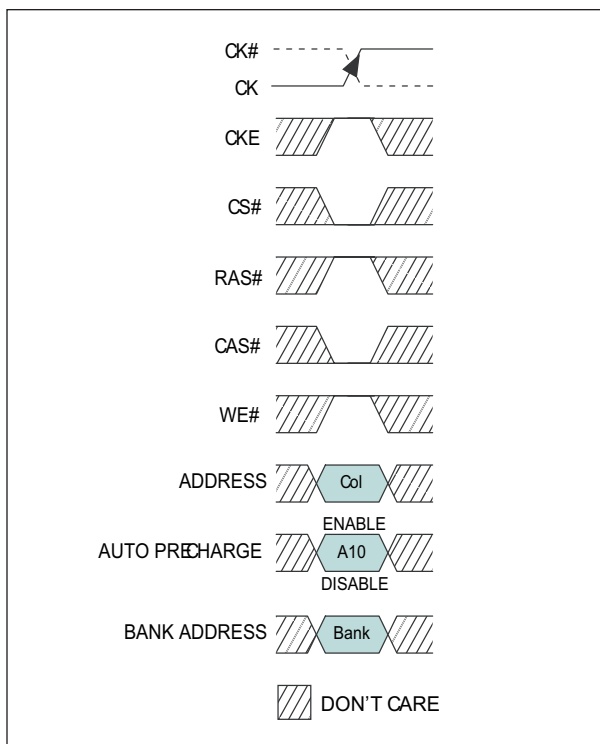 CK#
CK
CKE
CS#
RAS#
CAS#
WE#
ADDRESS
Col
ENABLE
AUTO PRECHARGE
A10
DISABLE
BANK ADDRESS
Bank
DON'T CARE